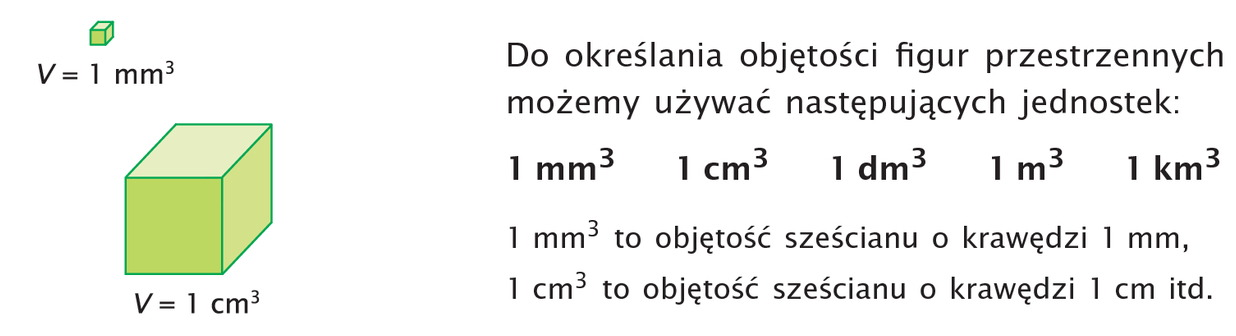 V = 1 mm³
V = 1 cm³
Do określania objętości figur przestrzennych
możemy używać następujących jednostek:
1 mm³ 1 cm³ 1 dm³ 1 m³ 1 km³
1 mm³ to objętość sześcianu o krawędzi 1 mm,
1 cm³ to objętość sześcianu o krawędzi 1 cm itd.